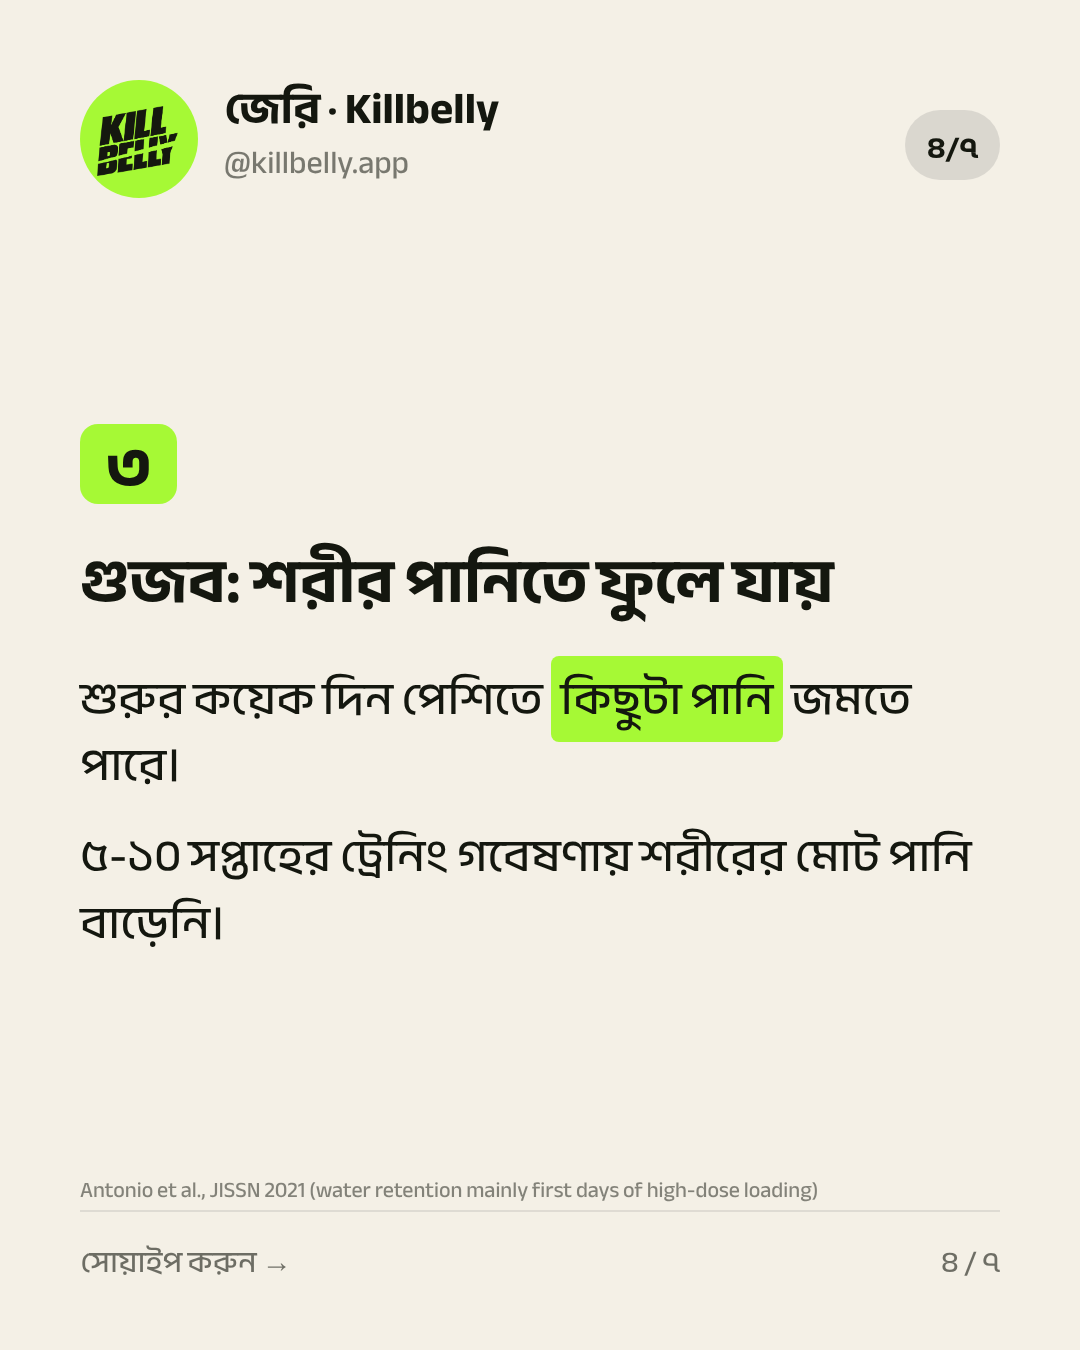 KILL
BELLY
BELLY
জেরি · Killbelly
@killbelly.app
৪/৭
৩
গুজব: শরীর পানিতে ফুলে যায়
শুরুর কয়েক দিন পেশিতে কিছুটা পানি জমতে
পারে।
৫-১০ সপ্তাহের ট্রেনিং গবেষণায় শরীরের মোট পানি
বাড়েনি।
Antonio et al., JISSN 2021 (water retention mainly first days of high-dose loading)
সোয়াইপ করুন →
৪ / ৭